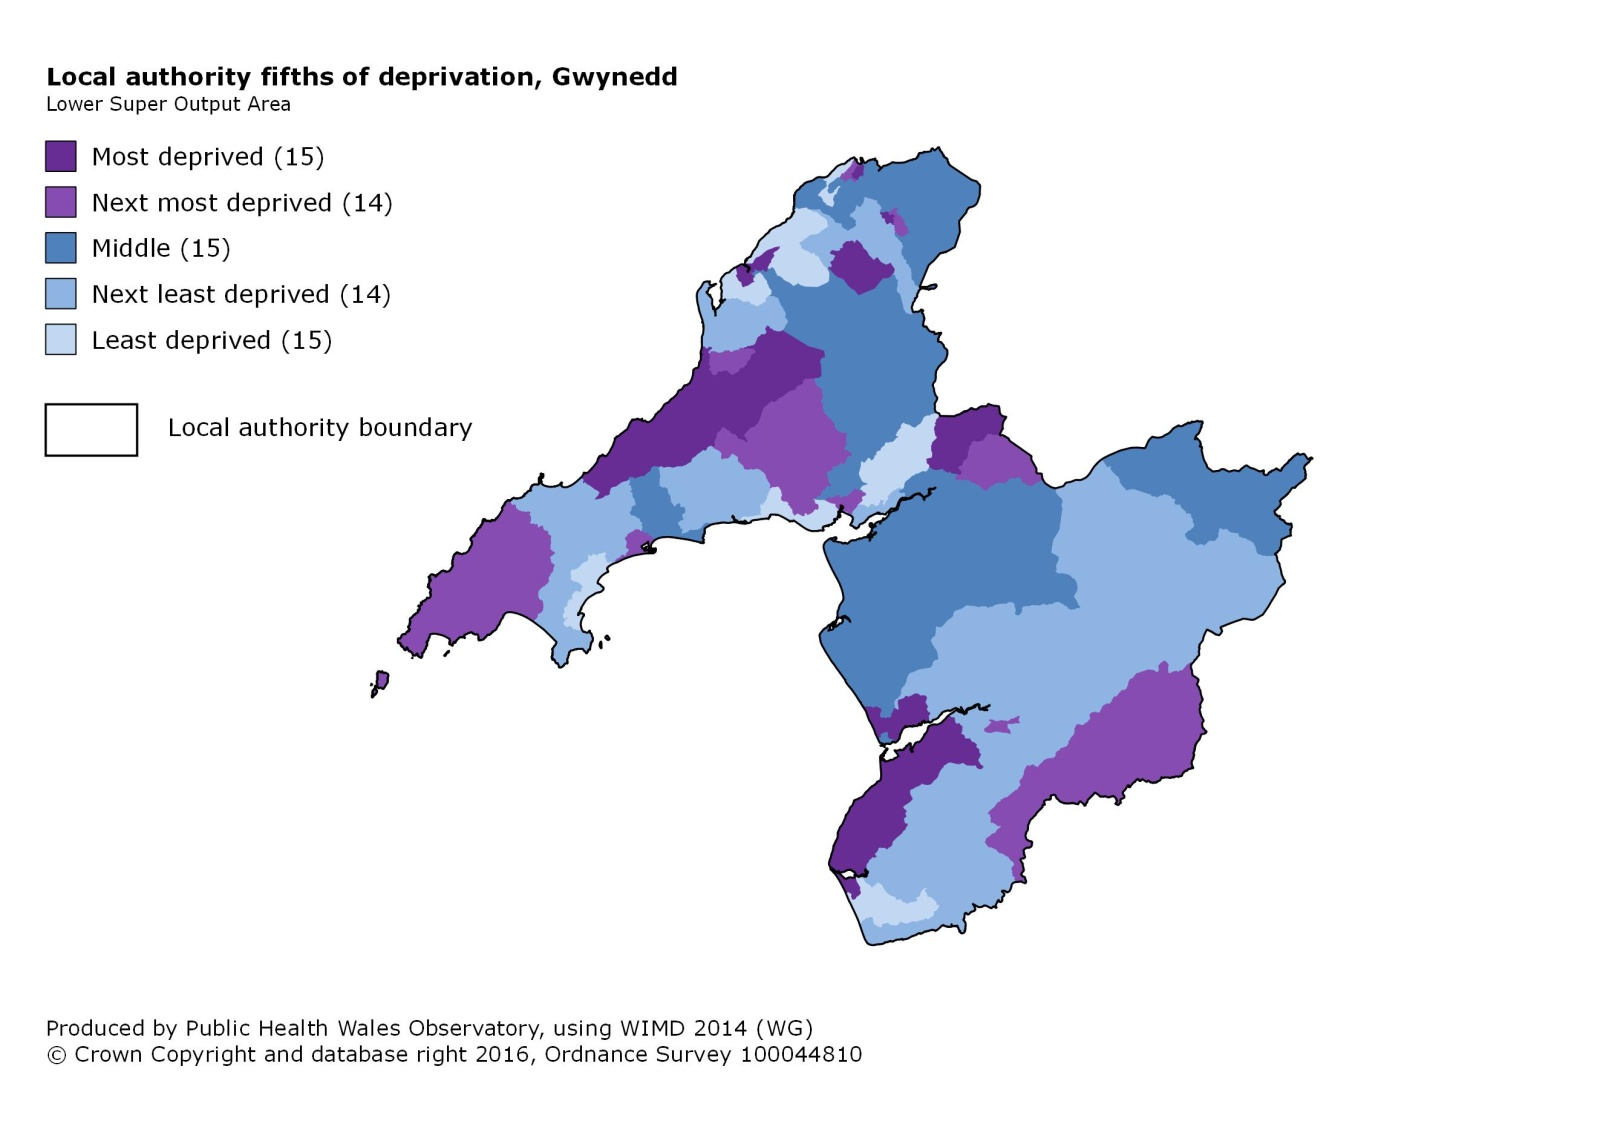 Local authority fifths of deprivation, Gwynedd
Lower Super Output Area
Most deprived (15)
Next most deprived (14)
Middle (15)
Next least deprived (14)
Least deprived (15)
Local authority boundary
Produced by Public Health Wales Observatory, using WIMD 2014 (WG)
© Crown Copyright and database right 2016, Ordnance Survey 100044810